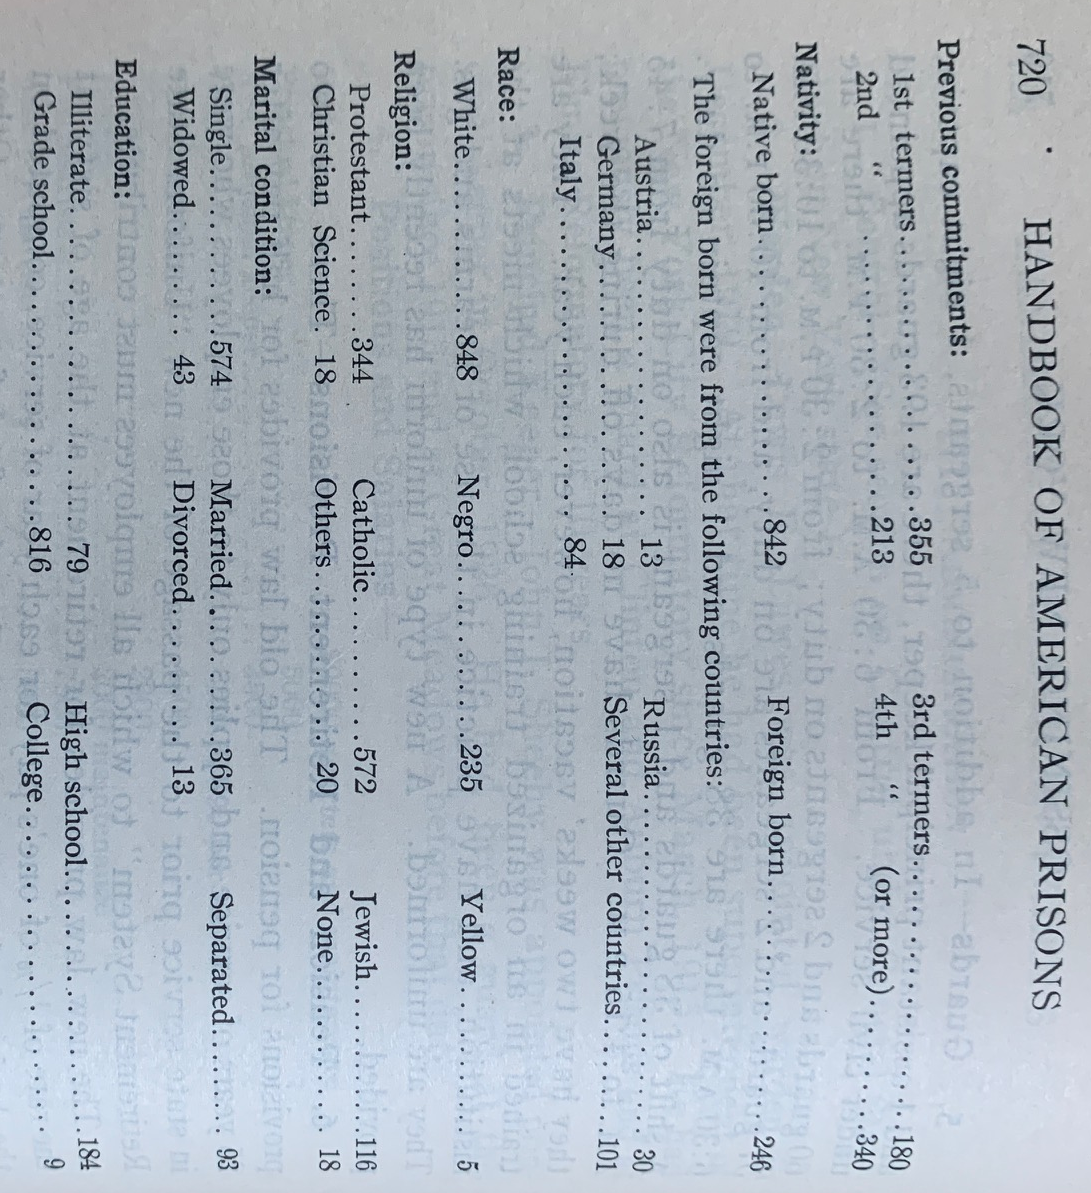 720 · HANDBOOK OF AMERICAN PRISONS
Previous commitments:
1st termers..............355 3rd termers..................180
2nd “ ..................213 4th “ (or more)...........340
Nativity:
Native born..................842 Foreign born.................246
The foreign born were from the following countries:
Austria.................. 13 Russia....................... 30
Germany................ 18 Several other countries.......101
Italy.................... 84
Race:
White............848 Negro............235 Yellow .......... 5
Religion:
Protestant........344 Catholic..........572 Jewish..........116
Christian Science. 18 Others............ 20 None............ 18
Marital condition:
Single............574 Married..........365 Separated........ 93
Widowed........ 43 Divorced......... 13
Education:
Illiterate................ 79 High school................184
Grade school..............816 College..................... 9